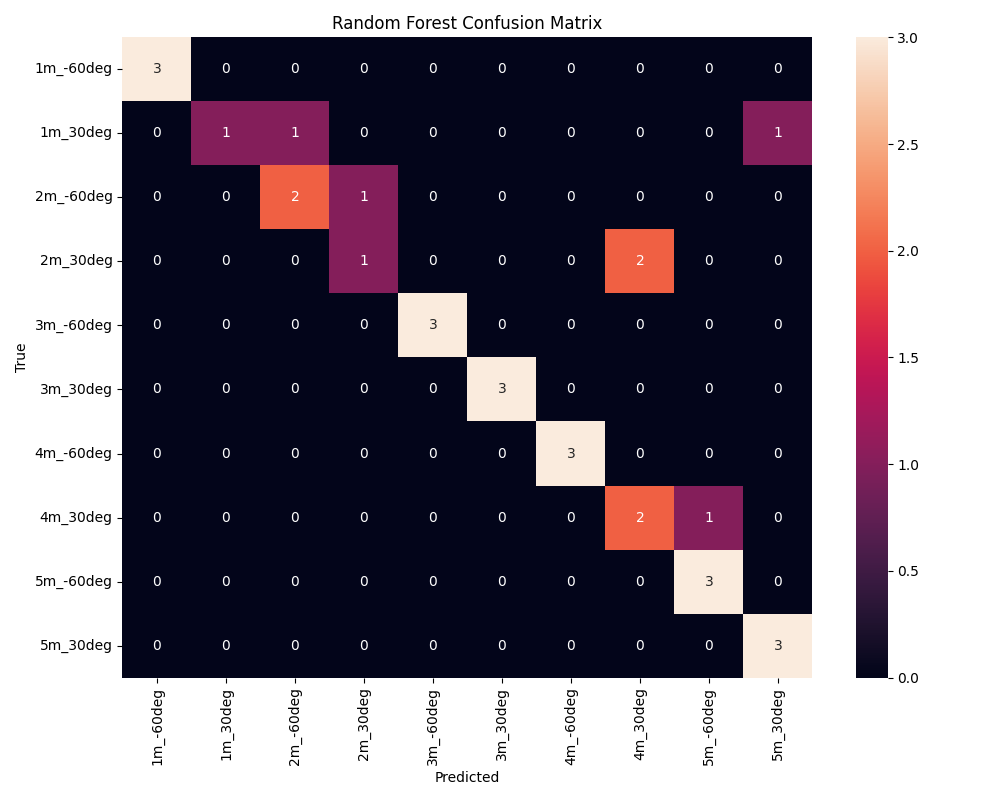 Random Forest Confusion Matrix
1m_-60deg 3 0 0 0 0 0 0 0 0 0
1m_30deg 0 1 1 0 0 0 0 0 0 1
2m_-60deg 0 0 2 1 0 0 0 0 0 0
2m_30deg 0 0 0 1 0 0 0 2 0 0
3m_-60deg 0 0 0 0 3 0 0 0 0 0
3m_30deg 0 0 0 0 0 3 0 0 0 0
4m_-60deg 0 0 0 0 0 0 3 0 0 0
4m_30deg 0 0 0 0 0 0 0 2 1 0
5m_-60deg 0 0 0 0 0 0 0 0 3 0
5m_30deg 0 0 0 0 0 0 0 0 0 3
True
1m_-60deg
1m_30deg
2m_-60deg
2m_30deg
3m_-60deg
3m_30deg
4m_-60deg
4m_30deg
5m_-60deg
5m_30deg
Predicted
3.0
2.5
2.0
1.5
1.0
0.5
0.0